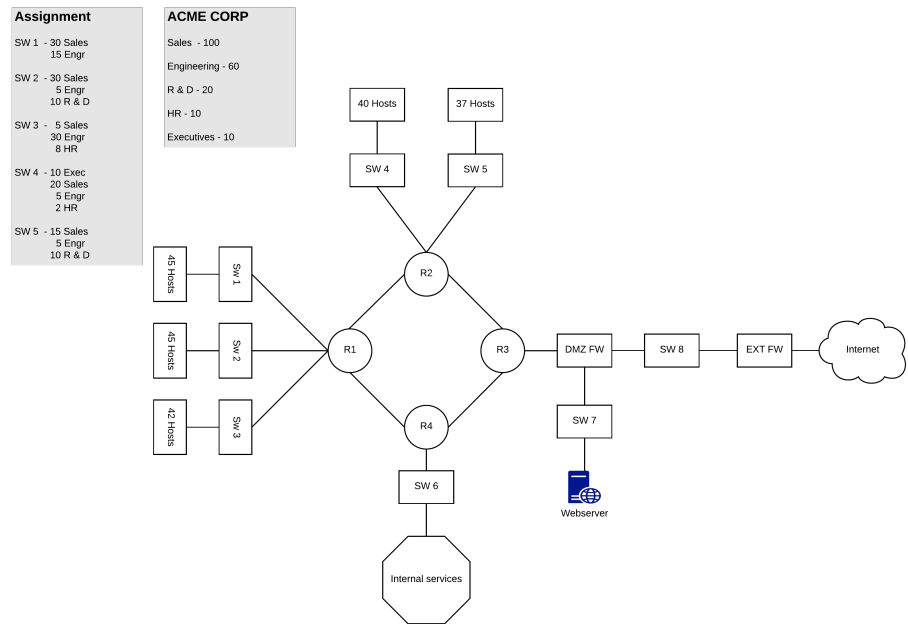 Assignment
SW 1 - 30 Sales
15 Engr
SW 2 - 30 Sales
5 Engr
10 R & D
SW 3 - 5 Sales
30 Engr
8 HR
SW 4 - 10 Exec
20 Sales
5 Engr
2 HR
SW 5 - 15 Sales
5 Engr
10 R & D
ACME CORP
Sales - 100
Engineering - 60
R & D - 20
HR - 10
Executives - 10
40 Hosts
37 Hosts
SW 4
SW 5
45 Hosts
Sw 1
R2
45 Hosts
Sw 2
R1
R3
DMZ FW
SW 8
EXT FW
Internet
42 Hosts
Sw 3
R4
SW 7
SW 6
Webserver
Internal services